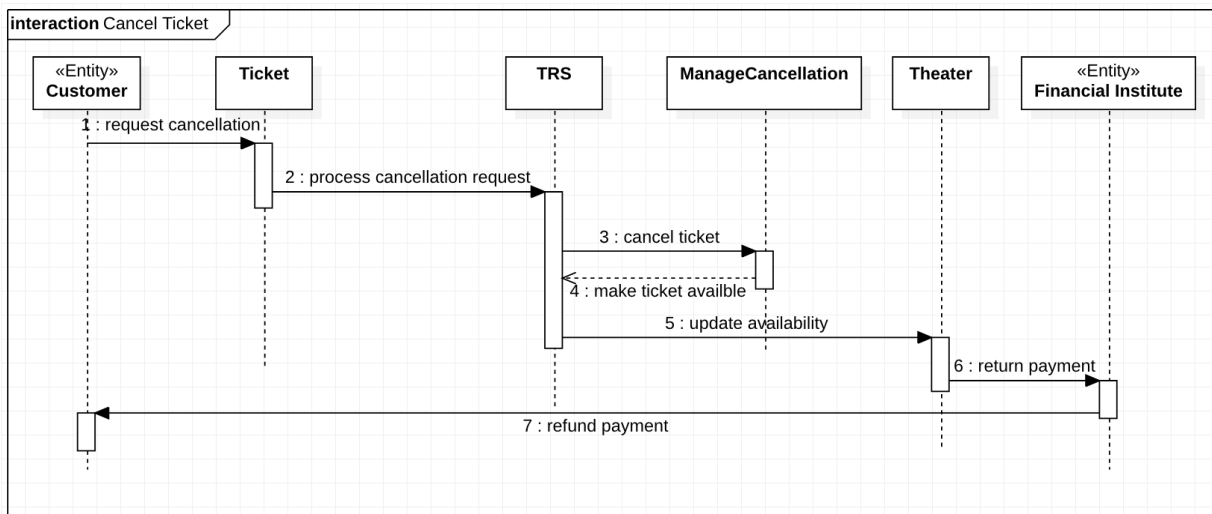 interaction Cancel Ticket
«Entity»
Customer
Ticket
TRS
ManageCancellation
Theater
«Entity»
Financial Institute
1 : request cancellation
2 : process cancellation request
3 : cancel ticket
4 : make ticket availble
5 : update availability
6 : return payment
7 : refund payment